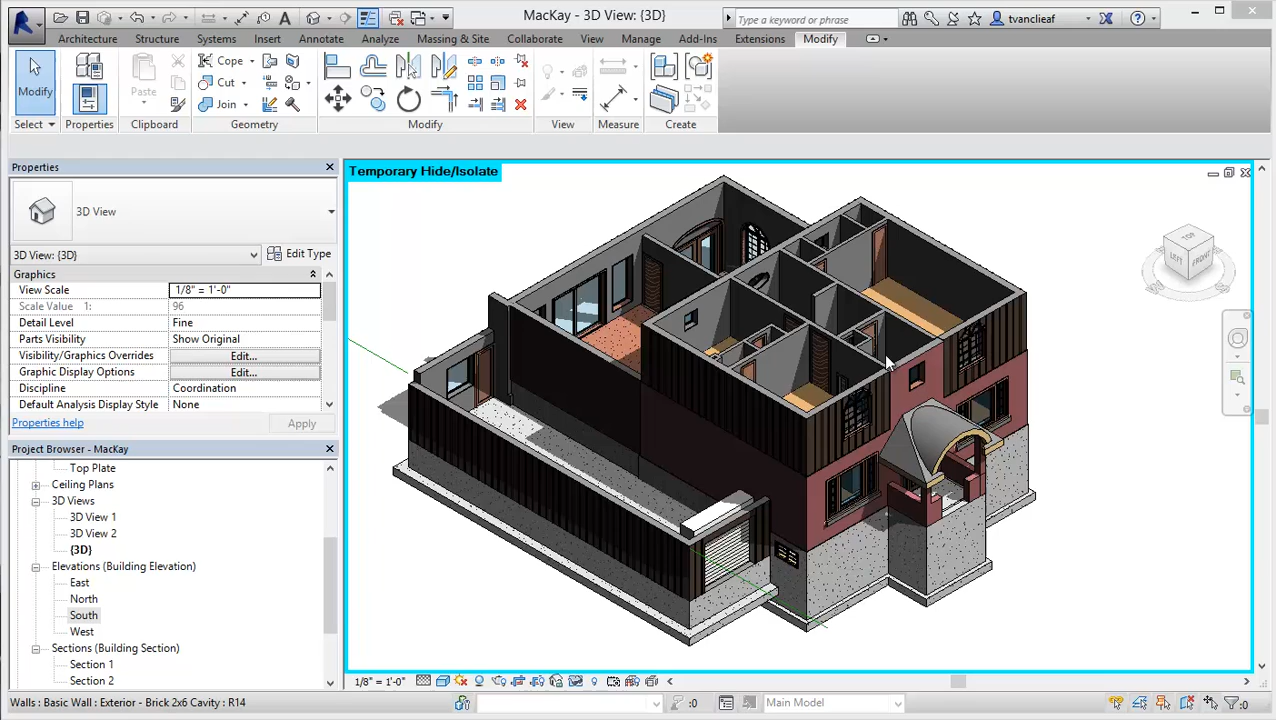 MacKay - 3D View: {3D}
Type a keyword or phrase
tvanclieaf
Architecture Structure Systems Insert Annotate Analyze Massing & Site Collaborate View Manage Add-Ins Extensions Modify
Modify
Paste
Cope
Cut
Join
Select Properties Clipboard Geometry Modify View Measure Create
Properties
3D View
3D View: {3D} Edit Type
Graphics
View Scale 1/8" = 1'-0"
Scale Value 1: 96
Detail Level Fine
Parts Visibility Show Original
Visibility/Graphics Overrides Edit...
Graphic Display Options Edit...
Discipline Coordination
Default Analysis Display Style None
Properties help Apply
Project Browser - MacKay
Top Plate
Ceiling Plans
3D Views
3D View 1
3D View 2
{3D}
Elevations (Building Elevation)
East
North
South
West
Sections (Building Section)
Section 1
Section 2
Temporary Hide/Isolate
TOP
LEFT FRONT
1/8" = 1'-0"
Walls : Basic Wall : Exterior - Brick 2x6 Cavity : R14
:0
Main Model
:0